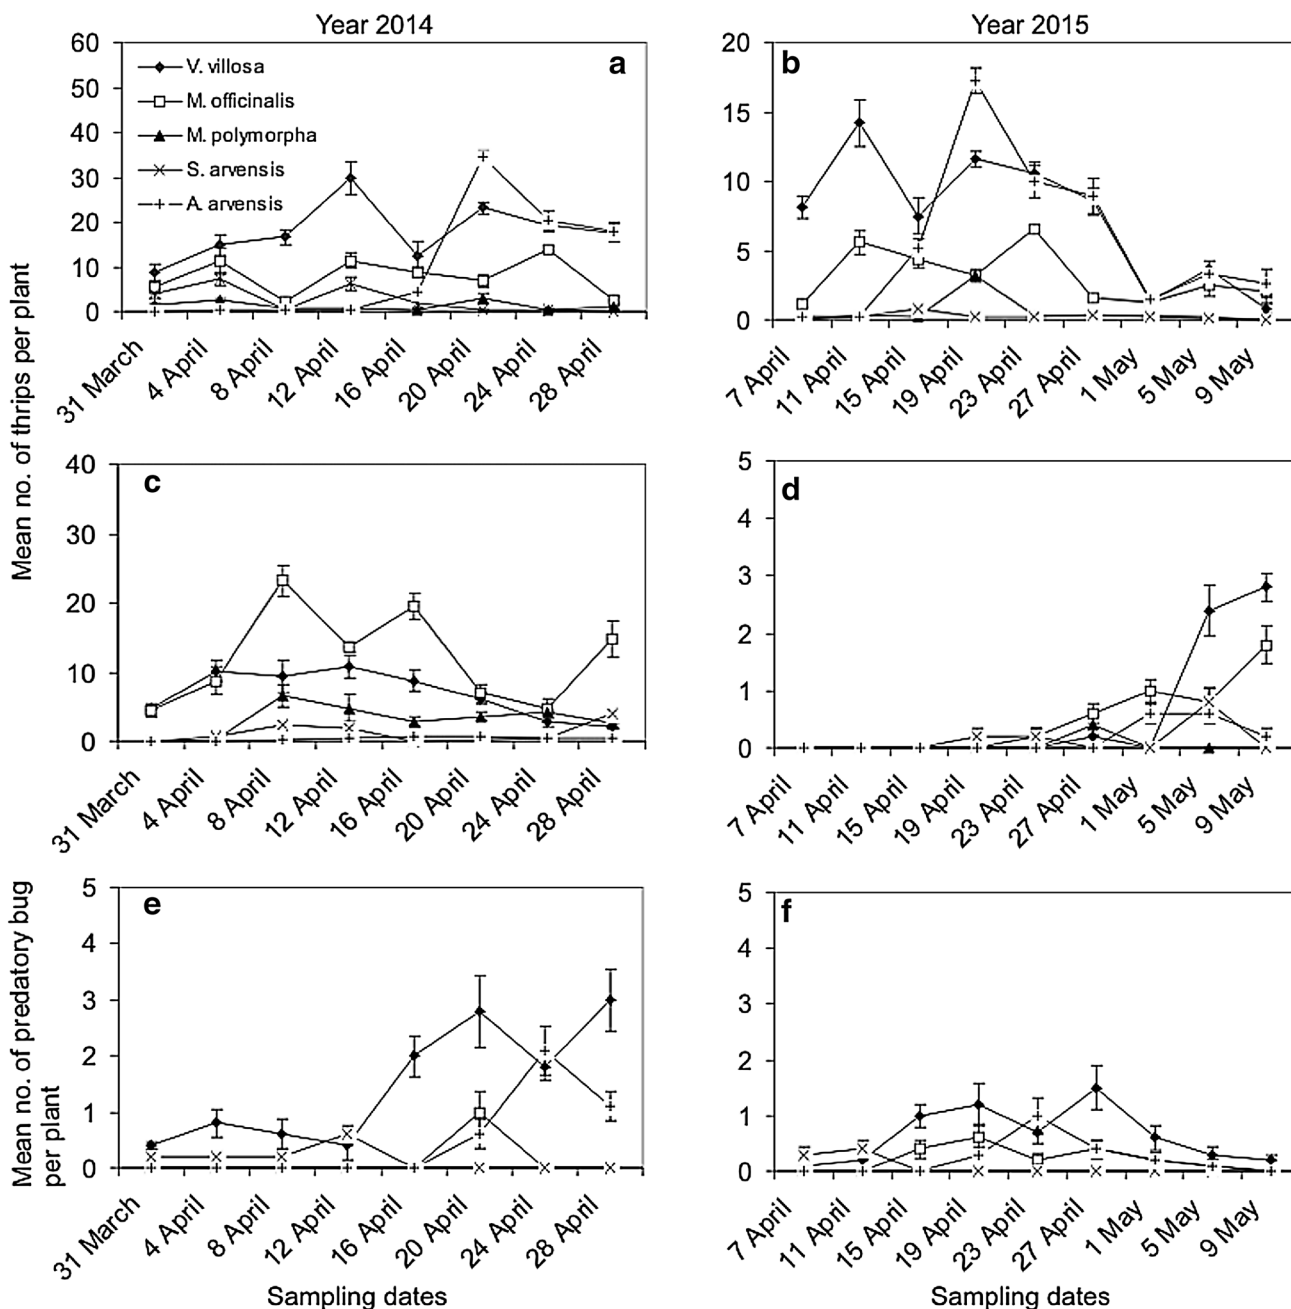 Year 2014
Year 2015
Mean no. of thrips per plant
60
50
40
30
20
10
0
V. villosa
M. officinalis
M. polymorpha
S. arvensis
A. arvensis
a
31 March
4 April
8 April
12 April
16 April
20 April
24 April
28 April
20
15
10
5
0
b
7 April
11 April
15 April
19 April
23 April
27 April
1 May
5 May
9 May
40
30
20
10
0
c
31 March
4 April
8 April
12 April
16 April
20 April
24 April
28 April
5
4
3
2
1
0
d
7 April
11 April
15 April
19 April
23 April
27 April
1 May
5 May
9 May
Mean no. of predatory bug
per plant
5
4
3
2
1
0
e
31 March
4 April
8 April
12 April
16 April
20 April
24 April
28 April
Sampling dates
5
4
3
2
1
0
f
7 April
11 April
15 April
19 April
23 April
27 April
1 May
5 May
9 May
Sampling dates